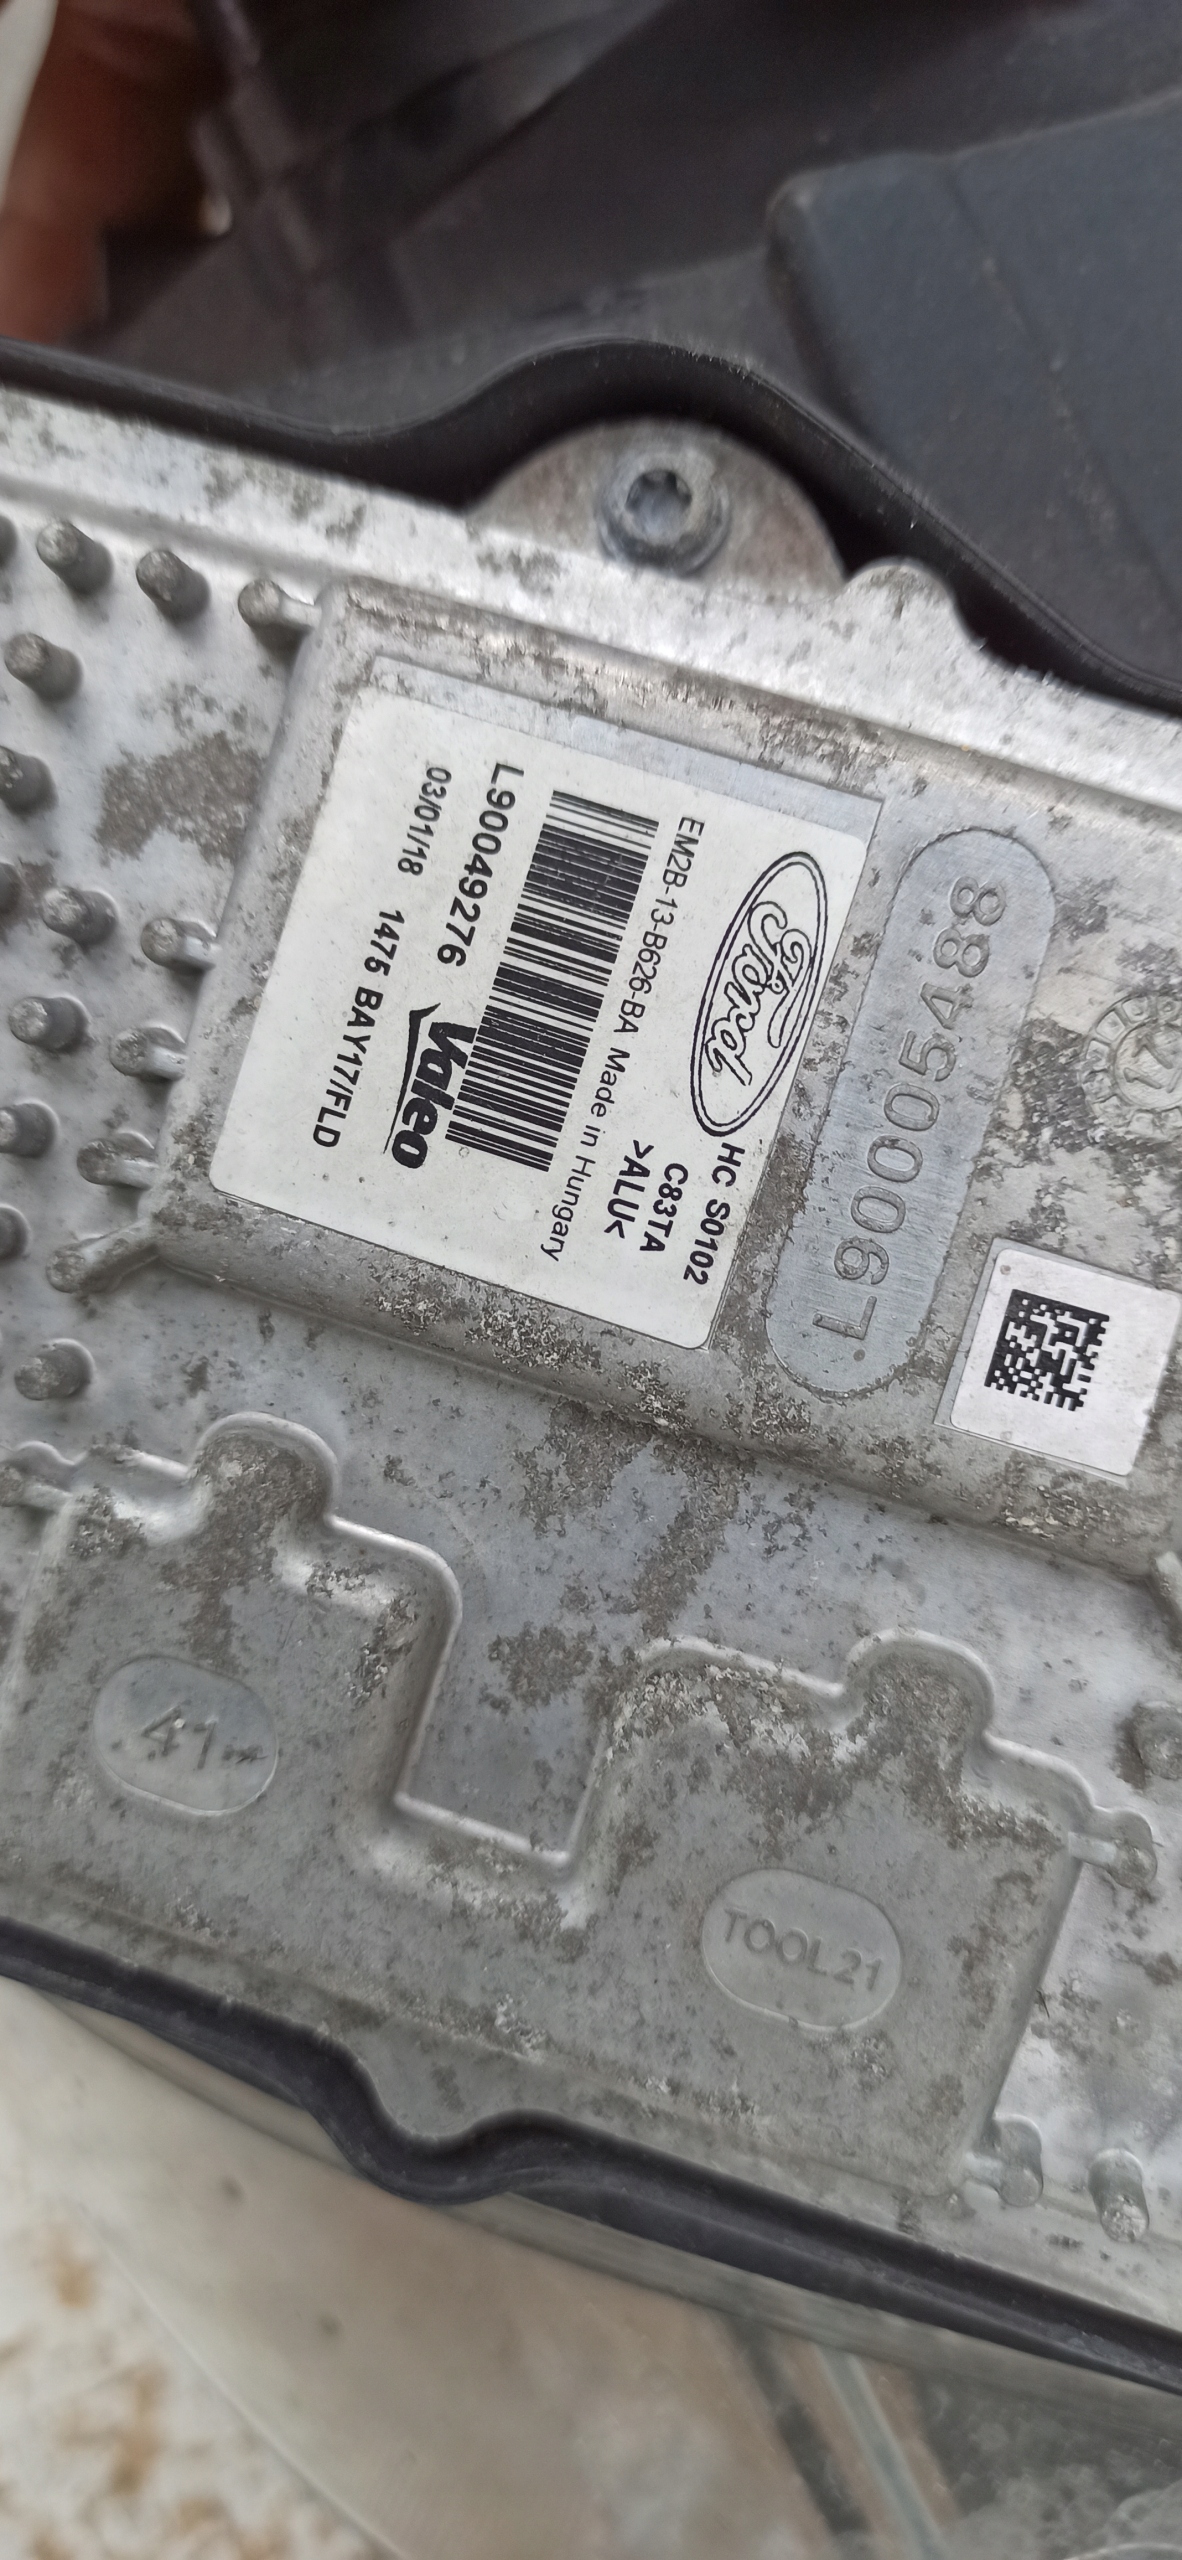 Ford
HC S0102
C83TA
>ALU<
EM2B-13-B626-BA Made in Hungary
L90049276
Valeo
03/01/18 1475 BAY17/FLD
L90005488
17
41
TOOL21